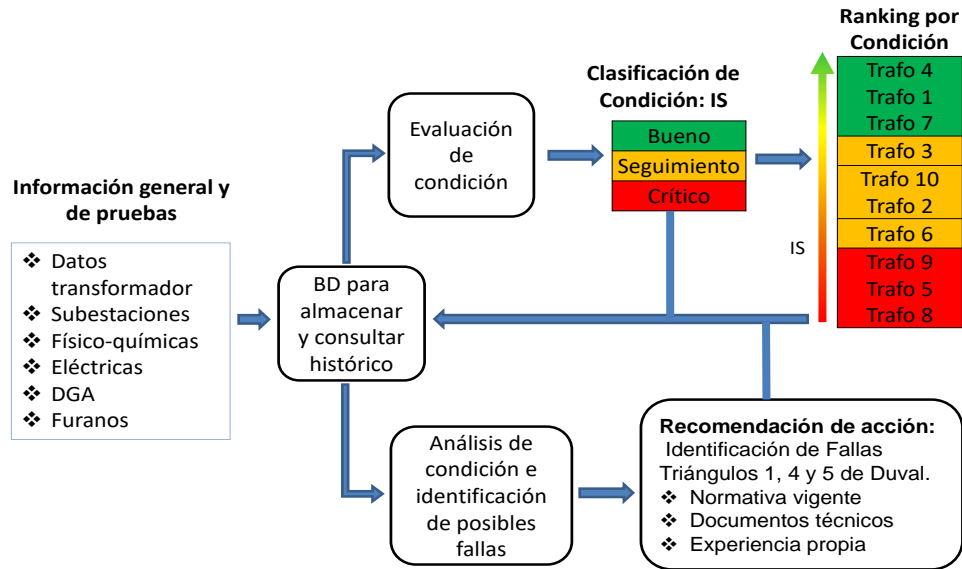 Información general y
de pruebas
❖ Datos
transformador
❖ Subestaciones
❖ Físico-químicas
❖ Eléctricas
❖ DGA
❖ Furanos
BD para
almacenar
y consultar
histórico
Evaluación
de
condición
Clasificación de
Condición: IS
Bueno
Seguimiento
Crítico
Ranking por
Condición
Trafo 4
Trafo 1
Trafo 7
Trafo 3
Trafo 10
Trafo 2
Trafo 6
Trafo 9
Trafo 5
Trafo 8
IS
Análisis de
condición e
identificación
de posibles
fallas
Recomendación de acción:
Identificación de Fallas
Triángulos 1, 4 y 5 de Duval.
❖ Normativa vigente
❖ Documentos técnicos
❖ Experiencia propia